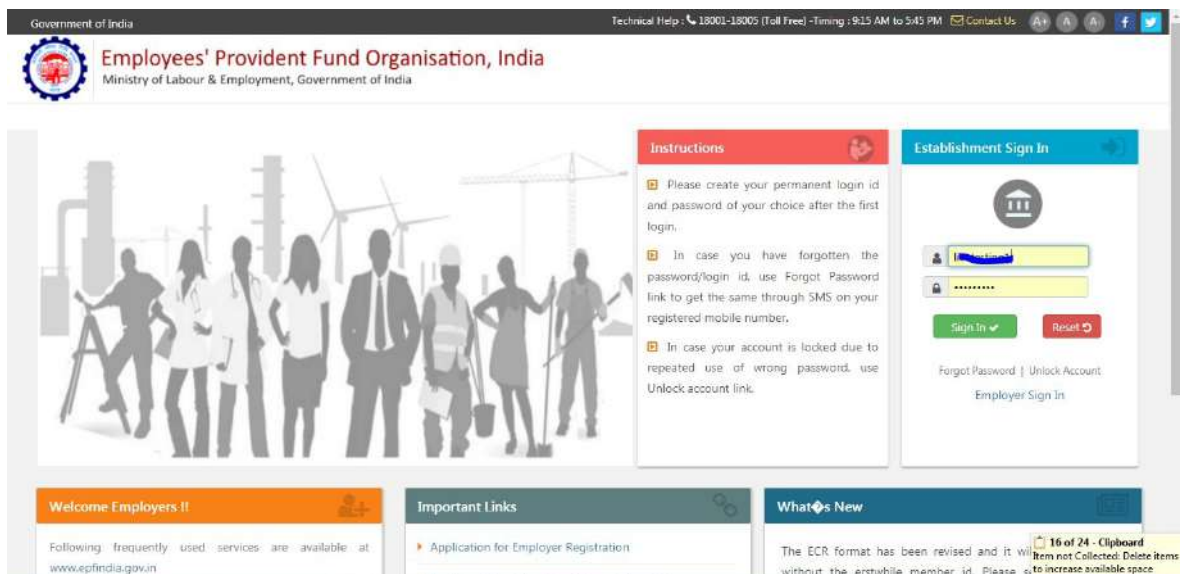 Government of India
Technical Help : 18001-18005 (Toll Free) -Timing : 9:15 AM to 5:45 PM Contact Us A+ A A-
Employees' Provident Fund Organisation, India
Ministry of Labour & Employment, Government of India
Instructions
Please create your permanent login id
and password of your choice after the first
login.
In case you have forgotten the
password/login id, use Forgot Password
link to get the same through SMS on your
registered mobile number.
In case your account is locked due to
repeated use of wrong password, use
Unlock account link.
Establishment Sign In
Sign In
Reset
Forgot Password | Unlock Account
Employer Sign In
Welcome Employers !!
Following frequently used services are available at
www.epfindia.gov.in
Important Links
Application for Employer Registration
What�s New
The ECR format has been revised and it
without the erstwhile member id. Please
16 of 24 - Clipboard
Item not Collected: Delete items
to increase available space